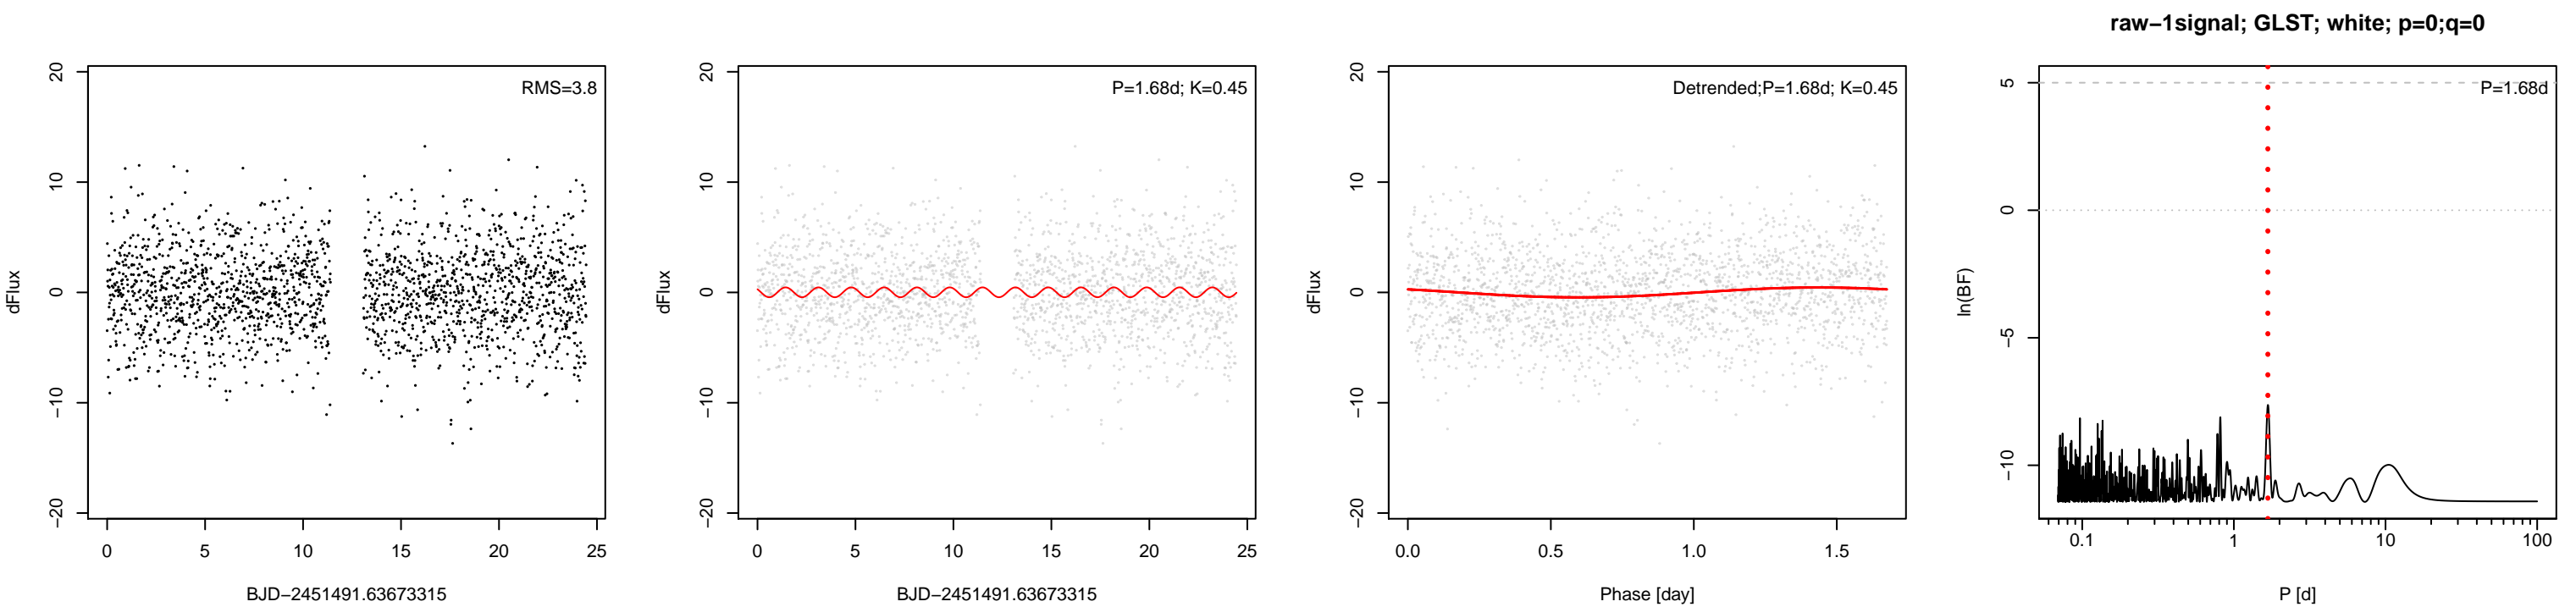 raw−1signal; GLST; white; p=0;q=0
RMS=3.8
20
10
0
−10
−20
dFlux
0 5 10 15 20 25
BJD−2451491.63673315
P=1.68d; K=0.45
20
10
0
−10
−20
dFlux
0 5 10 15 20 25
BJD−2451491.63673315
Detrended;P=1.68d; K=0.45
20
10
0
−10
−20
dFlux
0.0 0.5 1.0 1.5
Phase [day]
P=1.68d
5
0
−5
−10
ln(BF)
0.1 1 10 100
P [d]